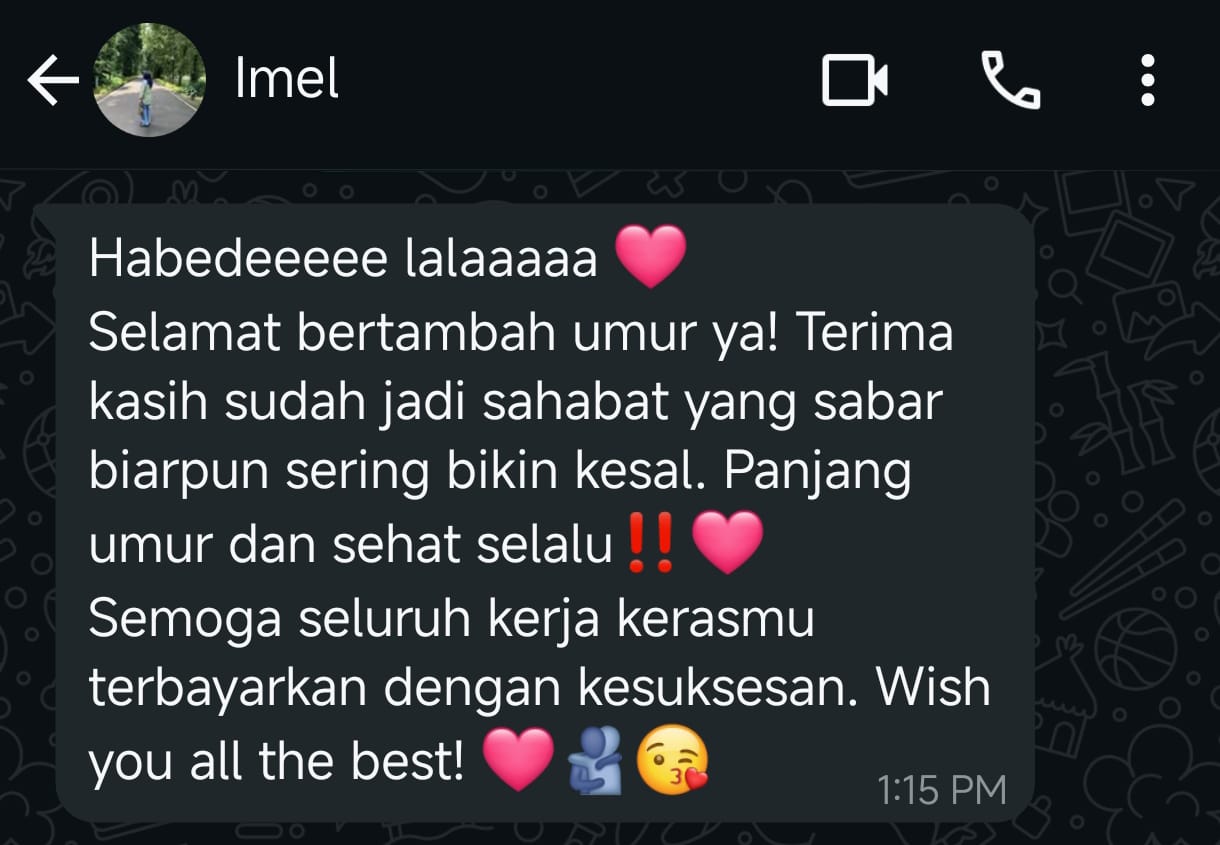 Imel
Habedeeeee lalaaaaa 🩷
Selamat bertambah umur ya! Terima
kasih sudah jadi sahabat yang sabar
biarpun sering bikin kesal. Panjang
umur dan sehat selalu‼️🩷
Semoga seluruh kerja kerasmu
terbayarkan dengan kesuksesan. Wish
you all the best! 🩷🫂😘
1:15 PM